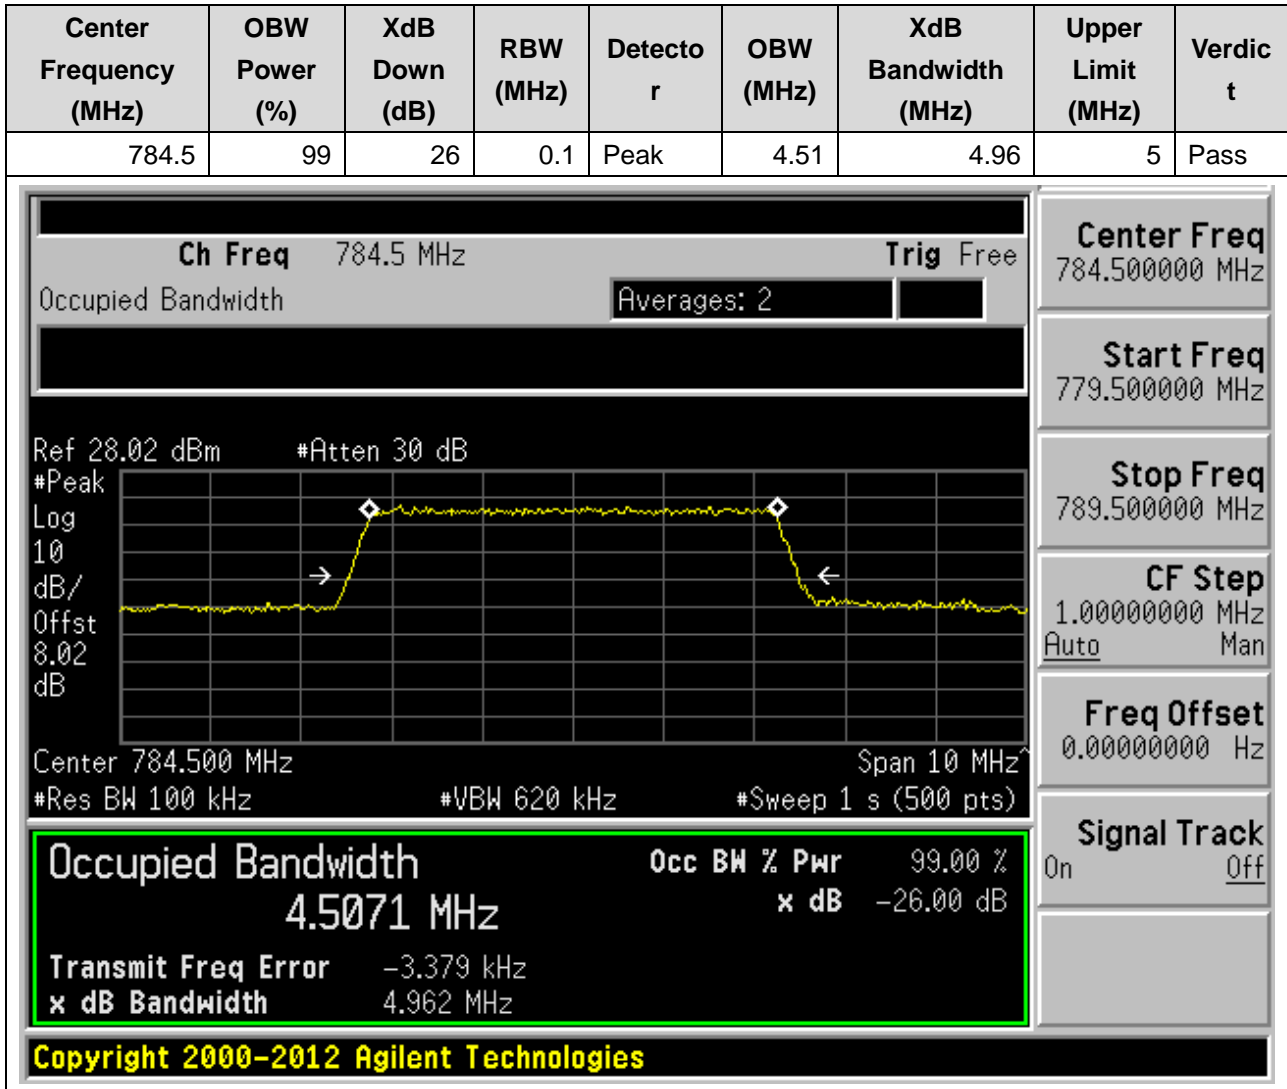 Center Frequency (MHz) OBW Power (%) XdB Down (dB) RBW (MHz) Detecto r OBW (MHz) XdB Bandwidth (MHz) Upper Limit (MHz) Verdic t
784.5 99 26 0.1 Peak 4.51 4.96 5 Pass
Ch Freq 784.5 MHz Trig Free
Occupied Bandwidth Averages: 2
Ref 28.02 dBm #Atten 30 dB
#Peak
Log
10
dB/
Offst
8.02
dB
Center 784.500 MHz Span 10 MHz^
#Res BW 100 kHz #VBW 620 kHz #Sweep 1 s (500 pts)
Occupied Bandwidth Occ BW % Pwr 99.00 %
4.5071 MHz x dB -26.00 dB
Transmit Freq Error -3.379 kHz
x dB Bandwidth 4.962 MHz
Copyright 2000-2012 Agilent Technologies
Center Freq
784.500000 MHz
Start Freq
779.500000 MHz
Stop Freq
789.500000 MHz
CF Step
1.00000000 MHz
Auto Man
Freq Offset
0.00000000 Hz
Signal Track
On Off